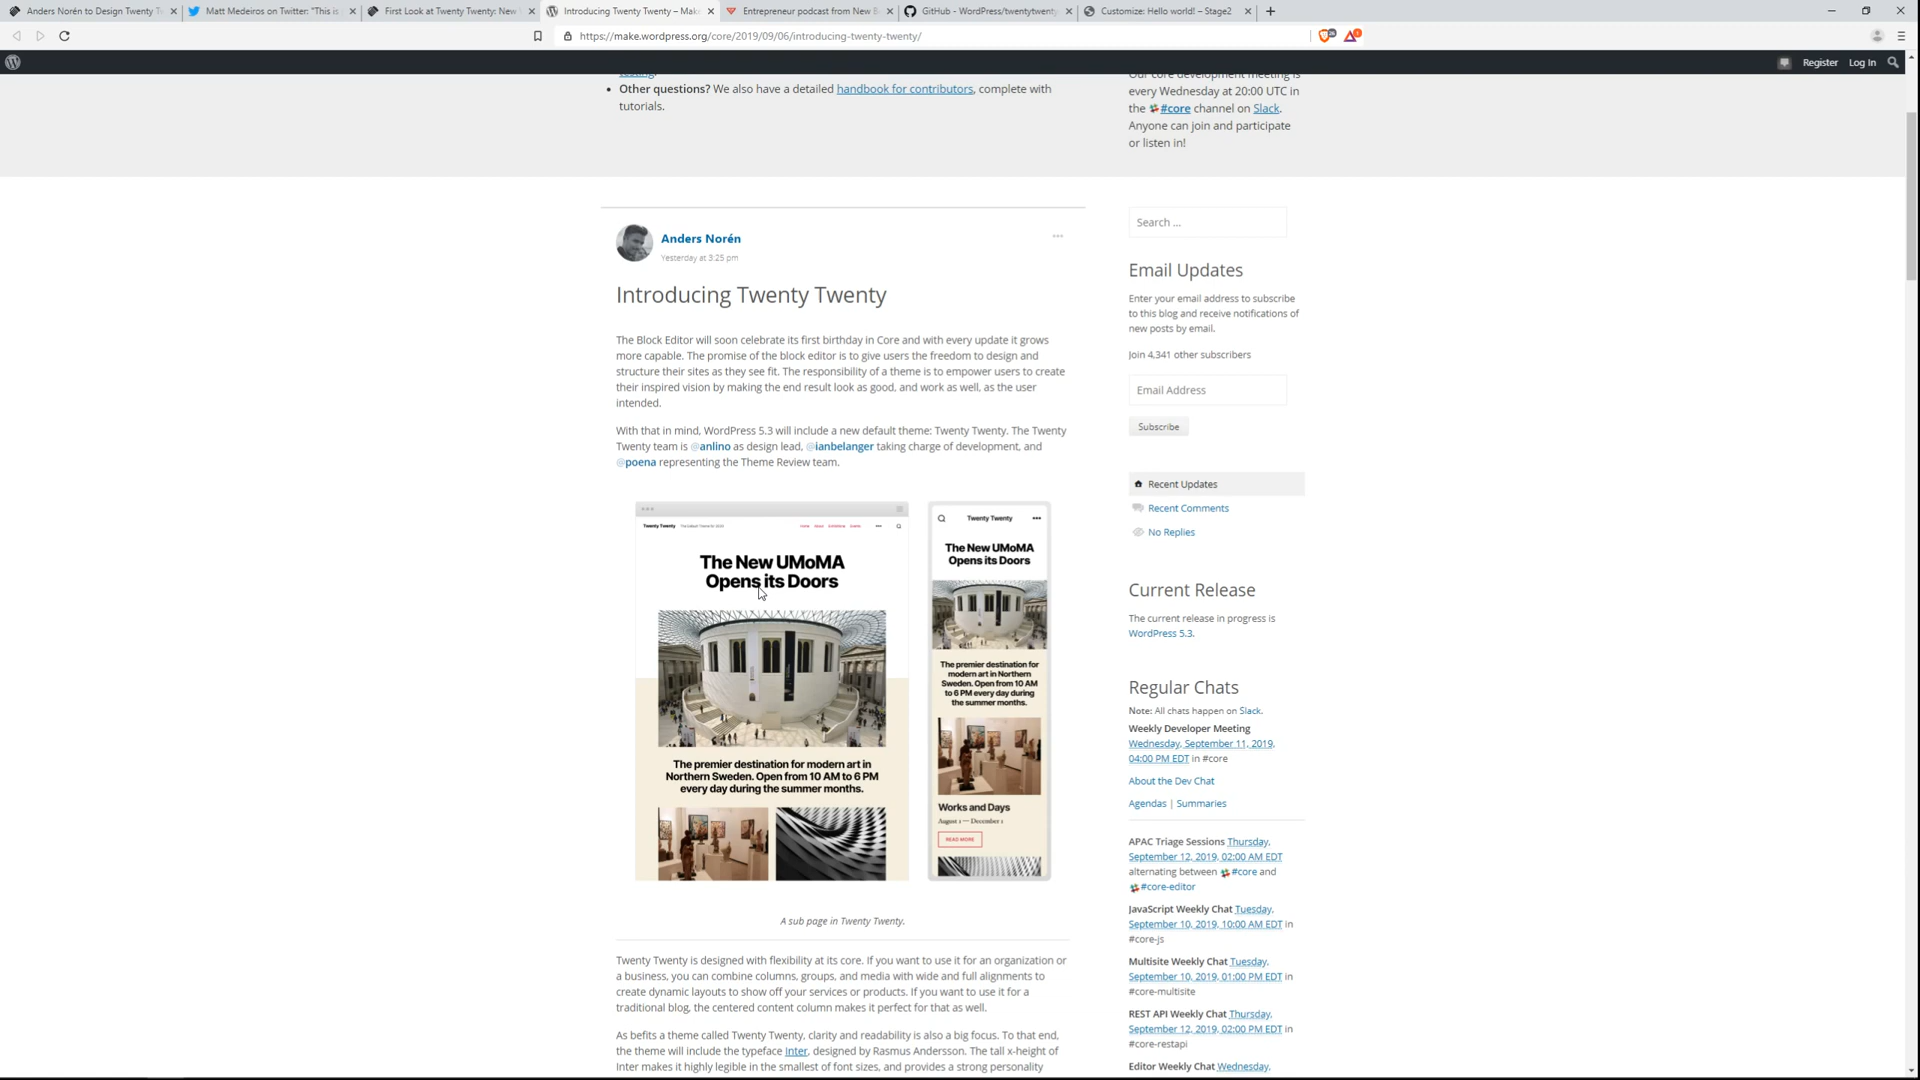 Anders Norén to Design Twenty T
Matt Medeiros on Twitter: "This is
First Look at Twenty Twenty: New
Introducing Twenty Twenty – Make
Entrepreneur podcast from New B
GitHub - WordPress/twentytwenty
Customize: Hello world! – Stage2
https://make.wordpress.org/core/2019/09/06/introducing-twenty-twenty/
Register
Log In
testing.
Other questions? We also have a detailed handbook for contributors, complete with
tutorials.
Our core development meeting is
every Wednesday at 20:00 UTC in
the #core channel on Slack.
Anyone can join and participate
or listen in!
Anders Norén
Yesterday at 3:25 pm
Introducing Twenty Twenty
The Block Editor will soon celebrate its first birthday in Core and with every update it grows
more capable. The promise of the block editor is to give users the freedom to design and
structure their sites as they see fit. The responsibility of a theme is to empower users to create
their inspired vision by making the end result look as good, and work as well, as the user
intended.
With that in mind, WordPress 5.3 will include a new default theme: Twenty Twenty. The Twenty
Twenty team is @anlino as design lead, @ianbelanger taking charge of development, and
@poena representing the Theme Review team.
Twenty Twenty
The Default Theme for 2020
Home About Exhibitions Events
The New UMoMA
Opens its Doors
The premier destination for modern art in
Northern Sweden. Open from 10 AM to 6 PM
every day during the summer months.
Twenty Twenty
The New UMoMA
Opens its Doors
The premier destination for
modern art in Northern
Sweden. Open from 10 AM
to 6 PM every day during
the summer months.
Works and Days
August 1 — December 1
READ MORE
A sub page in Twenty Twenty.
Twenty Twenty is designed with flexibility at its core. If you want to use it for an organization or
a business, you can combine columns, groups, and media with wide and full alignments to
create dynamic layouts to show off your services or products. If you want to use it for a
traditional blog, the centered content column makes it perfect for that as well.
As befits a theme called Twenty Twenty, clarity and readability is also a big focus. To that end,
the theme will include the typeface Inter, designed by Rasmus Andersson. The tall x-height of
Inter makes it highly legible in the smallest of font sizes, and provides a strong personality
Search ...
Email Updates
Enter your email address to subscribe
to this blog and receive notifications of
new posts by email.
Join 4,341 other subscribers
Email Address
Subscribe
Recent Updates
Recent Comments
No Replies
Current Release
The current release in progress is
WordPress 5.3.
Regular Chats
Note: All chats happen on Slack.
Weekly Developer Meeting
Wednesday, September 11, 2019,
04:00 PM EDT in #core
About the Dev Chat
Agendas | Summaries
APAC Triage Sessions Thursday,
September 12, 2019, 02:00 AM EDT
alternating between #core and
#core-editor
JavaScript Weekly Chat Tuesday,
September 10, 2019, 10:00 AM EDT in
#core-js
Multisite Weekly Chat Tuesday,
September 10, 2019, 01:00 PM EDT in
#core-multisite
REST API Weekly Chat Thursday,
September 12, 2019, 02:00 PM EDT in
#core-restapi
Editor Weekly Chat Wednesday,